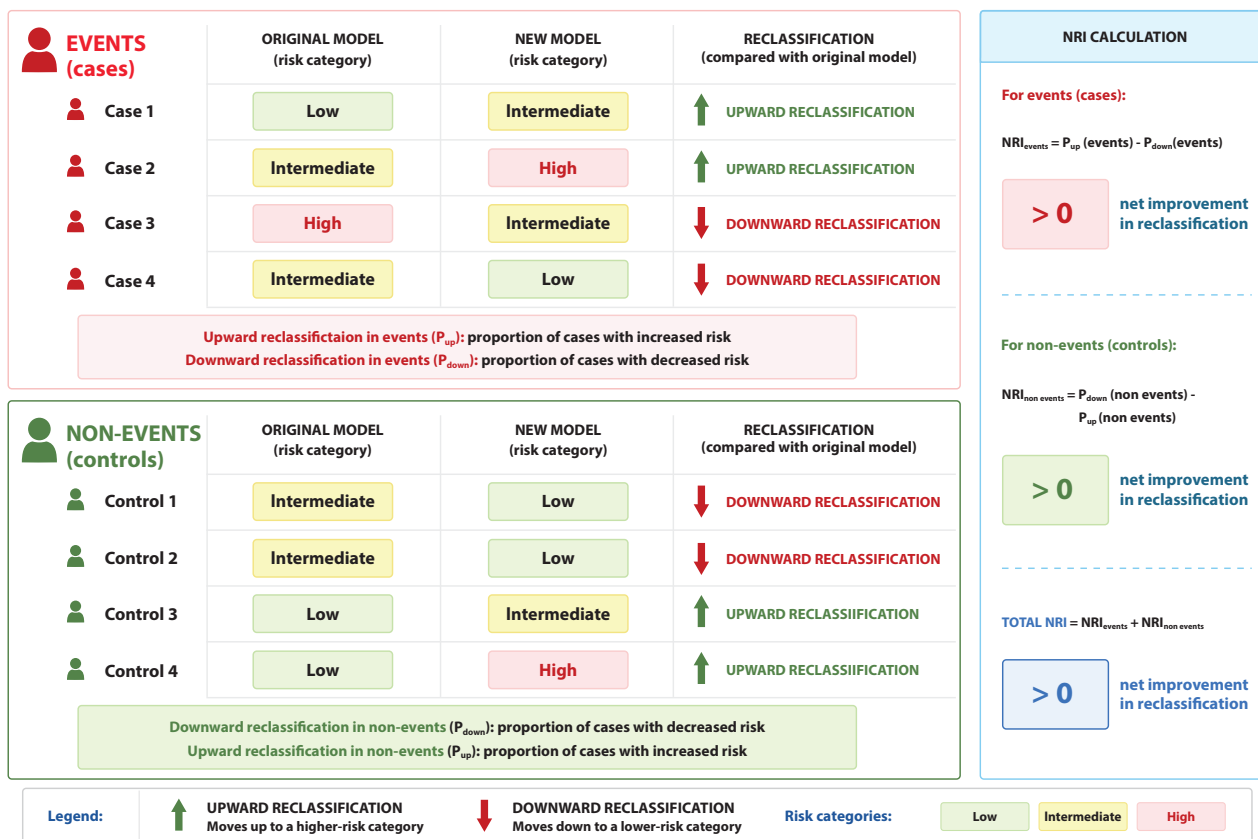 EVENTS
(cases)
ORIGINAL MODEL
(risk category)
NEW MODEL
(risk category)
RECLASSIFICATION
(compared with original model)
Case 1
Low
Intermediate
UPWARD RECLASSIFICATION
Case 2
Intermediate
High
UPWARD RECLASSIFICATION
Case 3
High
Intermediate
DOWNWARD RECLASSIFICATION
Case 4
Intermediate
Low
DOWNWARD RECLASSIFICATION
Upward reclassifictaion in events (Pup): proportion of cases with increased risk
Downward reclassification in events (Pdown): proportion of cases with decreased risk
NON-EVENTS
(controls)
ORIGINAL MODEL
(risk category)
NEW MODEL
(risk category)
RECLASSIFICATION
(compared with original model)
Control 1
Intermediate
Low
DOWNWARD RECLASSIFICATION
Control 2
Intermediate
Low
DOWNWARD RECLASSIFICATION
Control 3
Low
Intermediate
UPWARD RECLASSIIFICATION
Control 4
Low
High
UPWARD RECLASSIIFICATION
Downward reclassification in non-events (Pdown): proportion of cases with decreased risk
Upward reclassification in non-events (Pup): proportion of cases with increased risk
NRI CALCULATION
For events (cases):
NRIevents = Pup (events) - Pdown(events)
> 0
net improvement
in reclassification
For non-events (controls):
NRInon events = Pdown (non events) -
Pup (non events)
> 0
net improvement
in reclassification
TOTAL NRI = NRIevents + NRInon events
> 0
net improvement
in reclassification
Legend:
UPWARD RECLASSIFICATION
Moves up to a higher-risk category
DOWNWARD RECLASSIFICATION
Moves down to a lower-risk category
Risk categories:
Low
Intermediate
High